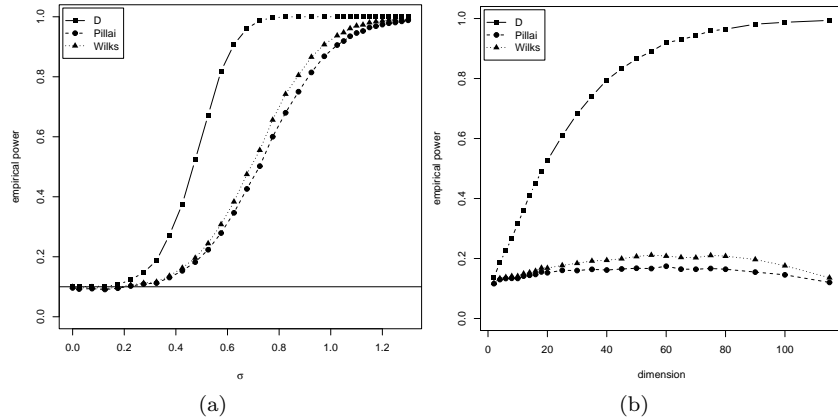 D
Pillai
Wilks
empirical power
0.0 0.2 0.4 0.6 0.8 1.0
0.0 0.2 0.4 0.6 0.8 1.0 1.2
σ
(a)
D
Pillai
Wilks
empirical power
0.0 0.2 0.4 0.6 0.8 1.0
0 20 40 60 80 100
dimension
(b)